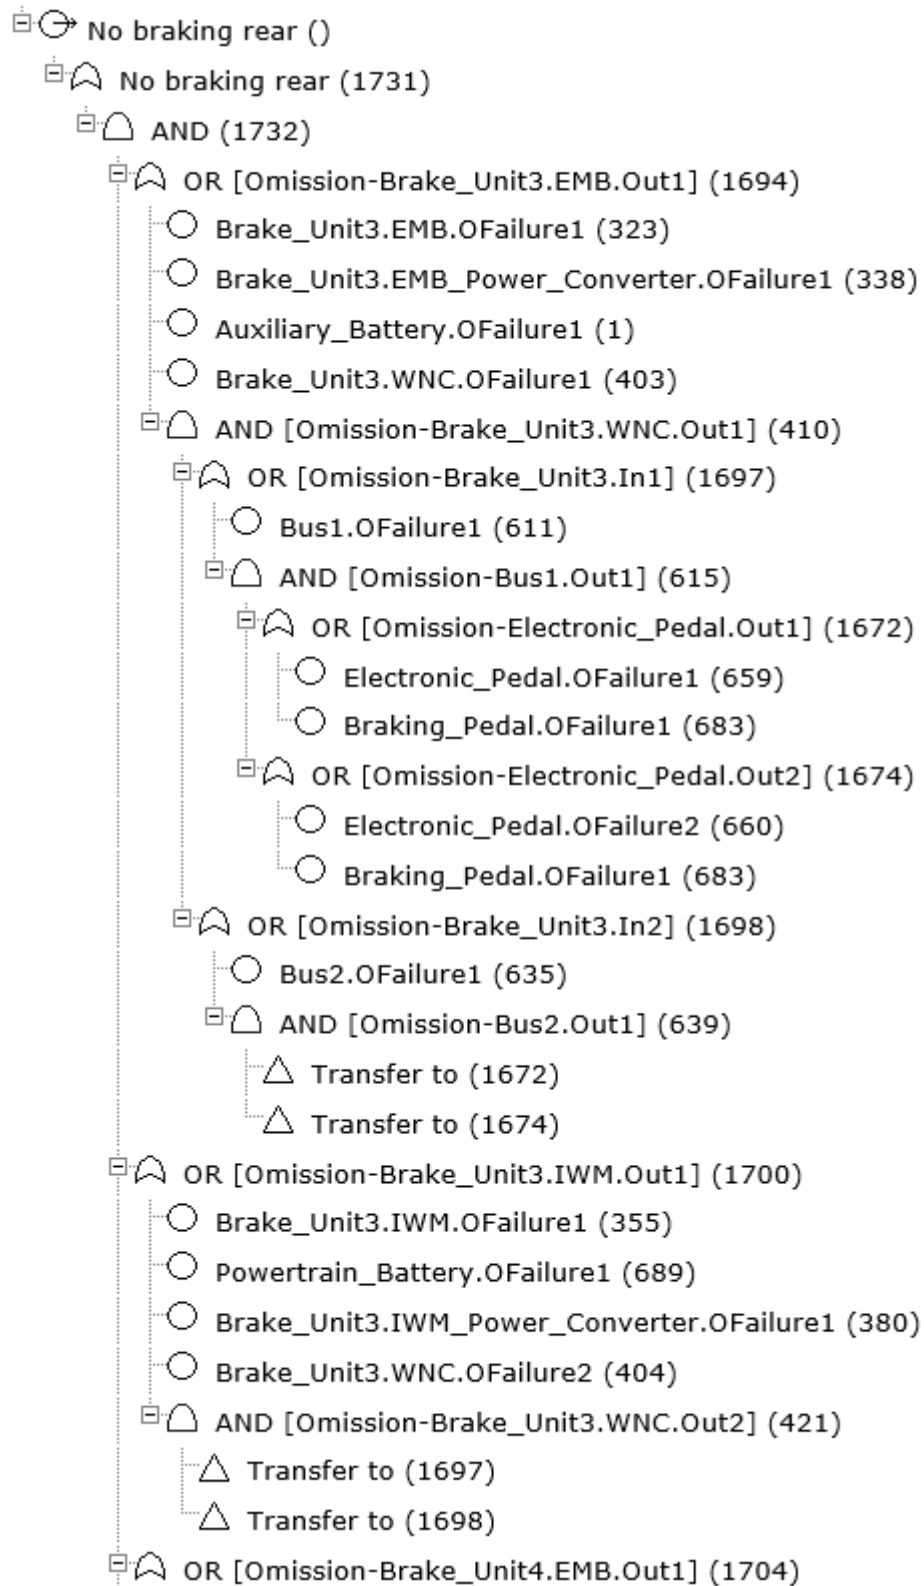 No braking rear ()
No braking rear (1731)
AND (1732)
OR [Omission-Brake_Unit3.EMB.Out1] (1694)
Brake_Unit3.EMB.OFailure1 (323)
Brake_Unit3.EMB_Power_Converter.OFailure1 (338)
Auxiliary_Battery.OFailure1 (1)
Brake_Unit3.WNC.OFailure1 (403)
AND [Omission-Brake_Unit3.WNC.Out1] (410)
OR [Omission-Brake_Unit3.In1] (1697)
Bus1.OFailure1 (611)
AND [Omission-Bus1.Out1] (615)
OR [Omission-Electronic_Pedal.Out1] (1672)
Electronic_Pedal.OFailure1 (659)
Braking_Pedal.OFailure1 (683)
OR [Omission-Electronic_Pedal.Out2] (1674)
Electronic_Pedal.OFailure2 (660)
Braking_Pedal.OFailure1 (683)
OR [Omission-Brake_Unit3.In2] (1698)
Bus2.OFailure1 (635)
AND [Omission-Bus2.Out1] (639)
Transfer to (1672)
Transfer to (1674)
OR [Omission-Brake_Unit3.IWM.Out1] (1700)
Brake_Unit3.IWM.OFailure1 (355)
Powertrain_Battery.OFailure1 (689)
Brake_Unit3.IWM_Power_Converter.OFailure1 (380)
Brake_Unit3.WNC.OFailure2 (404)
AND [Omission-Brake_Unit3.WNC.Out2] (421)
Transfer to (1697)
Transfer to (1698)
OR [Omission-Brake_Unit4.EMB.Out1] (1704)